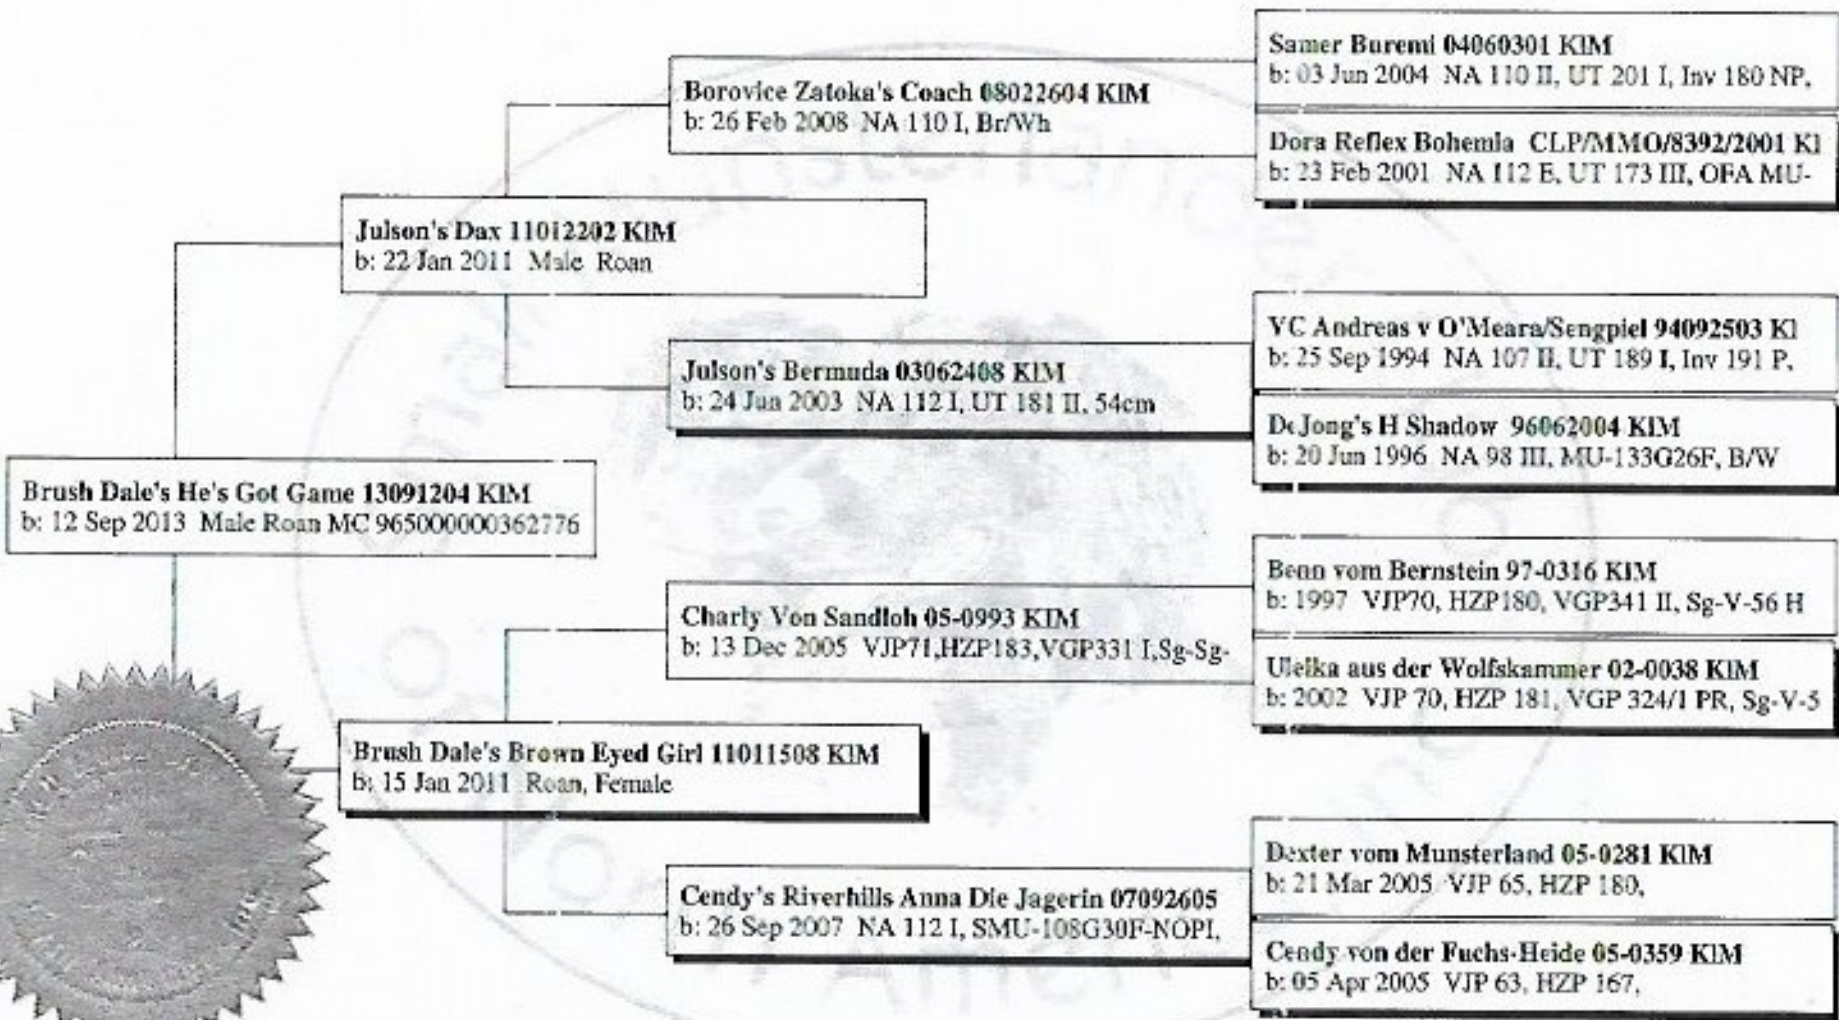 Samer Buremi 04060301 KIM
b: 03 Jun 2004 NA 110 II, UT 201 I, Inv 180 NP,
Borovice Zatoka's Coach 08022604 KIM
b: 26 Feb 2008 NA 110 I, Br/Wh
Dora Reflex Bohemia CLP/MMO/8392/2001 KI
b: 23 Feb 2001 NA 112 E, UT 173 III, OFA MU-
Julson's Dax 11012202 KIM
b: 22 Jan 2011 Male Roan
VC Andreas v O'Meara/Sengpiel 94092503 KI
b: 25 Sep 1994 NA 107 II, UT 189 I, Inv 191 P,
Julson's Bermuda 03062408 KIM
b: 24 Jun 2003 NA 112 I, UT 181 II, 54cm
DeJong's H Shadow 96062004 KIM
b: 20 Jun 1996 NA 98 III, MU-133G26F, B/W
Brush Dale's He's Got Game 13091204 KIM
b: 12 Sep 2013 Male Roan MC 965000000362776
Benn vom Bernstein 97-0316 KIM
b: 1997 VJP70, HZP180, VGP341 II, Sg-V-56 H
Charly Von Sandloh 05-0993 KIM
b: 13 Dec 2005 VJP71,HZP183,VGP331 I,Sg-Sg-
Ulelka aus der Wolfskammer 02-0038 KIM
b: 2002 VJP 70, HZP 181, VGP 324/1 PR, Sg-V-5
Brush Dale's Brown Eyed Girl 11011508 KIM
b: 15 Jan 2011 Roan, Female
Dexter vom Munsterland 05-0281 KIM
b: 21 Mar 2005 VJP 65, HZP 180,
Cendy's Riverhills Anna Die Jagerin 07092605
b: 26 Sep 2007 NA 112 I, SMU-108G30F-NOPI,
Cendy von der Fuchs-Heide 05-0359 KIM
b: 05 Apr 2005 VJP 63, HZP 167,